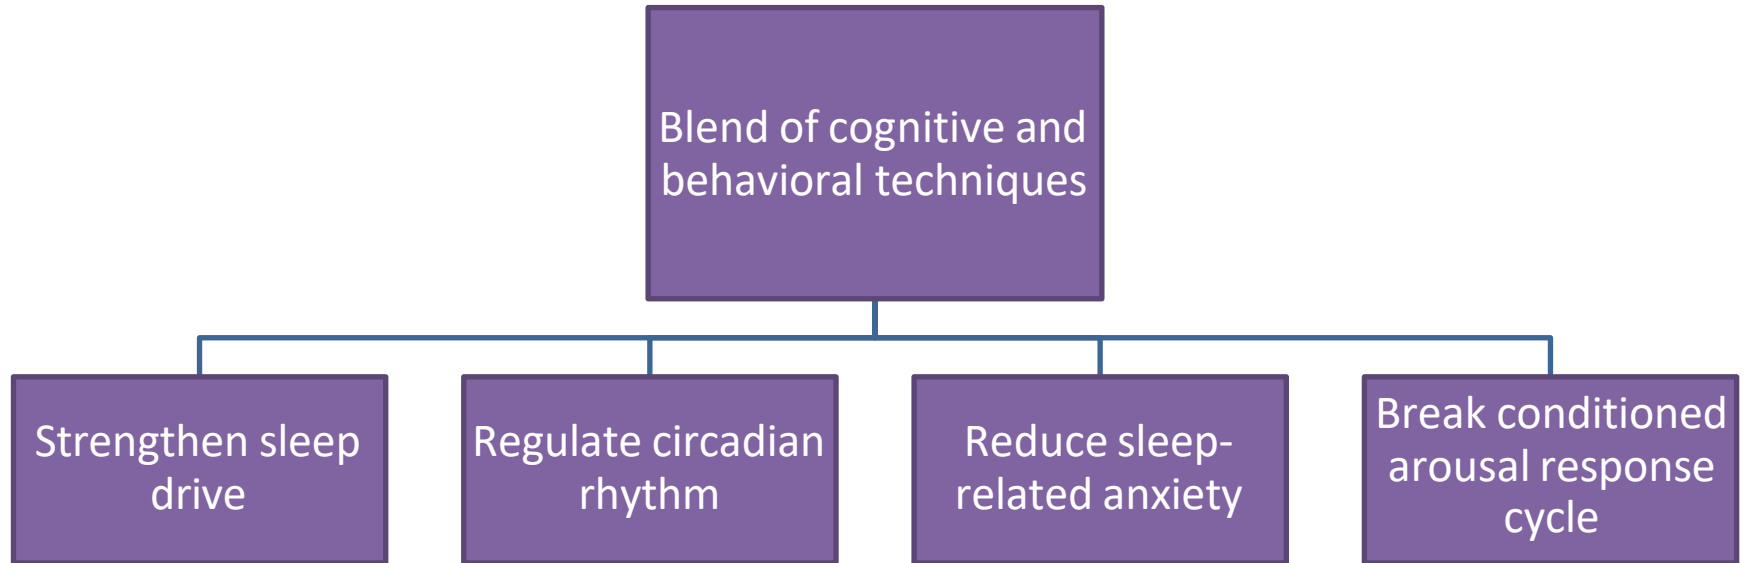 Blend of cognitive and
behavioral techniques
Strengthen sleep
drive
Regulate circadian
rhythm
Reduce sleep-
related anxiety
Break conditioned
arousal response
cycle